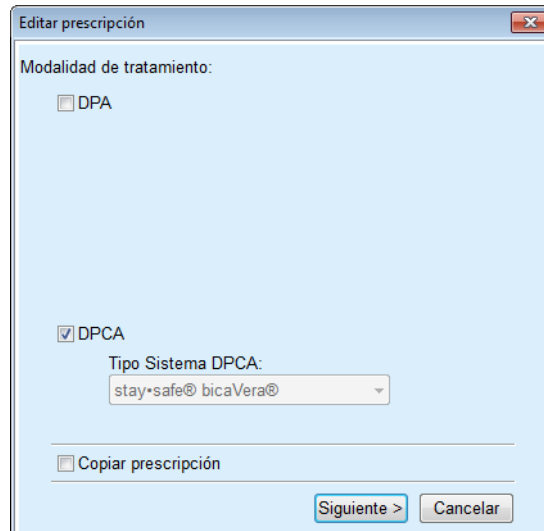 Editar prescripción
Modalidad de tratamiento:
DPA
DPCA
Tipo Sistema DPCA:
stay•safe® bicaVera®
Copiar prescripción
Siguiente > Cancelar